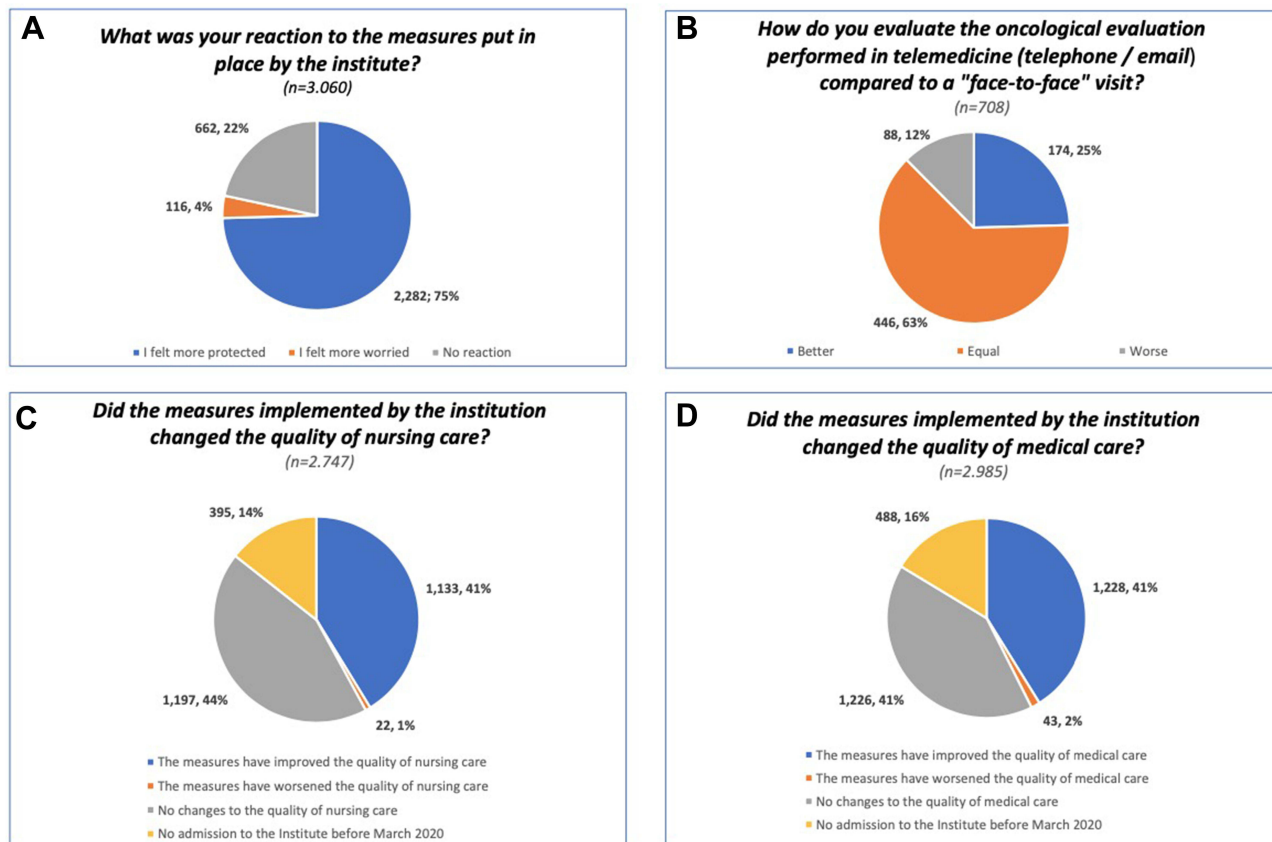 A
What was your reaction to the measures put in
place by the institute?
(n=3.060)
662, 22%
116, 4%
2,282; 75%
I felt more protected
I felt more worried
No reaction
B
How do you evaluate the oncological evaluation
performed in telemedicine (telephone / email)
compared to a "face-to-face" visit?
(n=708)
88, 12%
174, 25%
446, 63%
Better
Equal
Worse
C
Did the measures implemented by the institution
changed the quality of nursing care?
(n=2.747)
395, 14%
1,133, 41%
1,197, 44%
22, 1%
The measures have improved the quality of nursing care
The measures have worsened the quality of nursing care
No changes to the quality of nursing care
No admission to the Institute before March 2020
D
Did the measures implemented by the institution
changed the quality of medical care?
(n=2.985)
488, 16%
1,228, 41%
1,226, 41%
43, 2%
The measures have improved the quality of medical care
The measures have worsened the quality of medical care
No changes to the quality of medical care
No admission to the Institute before March 2020